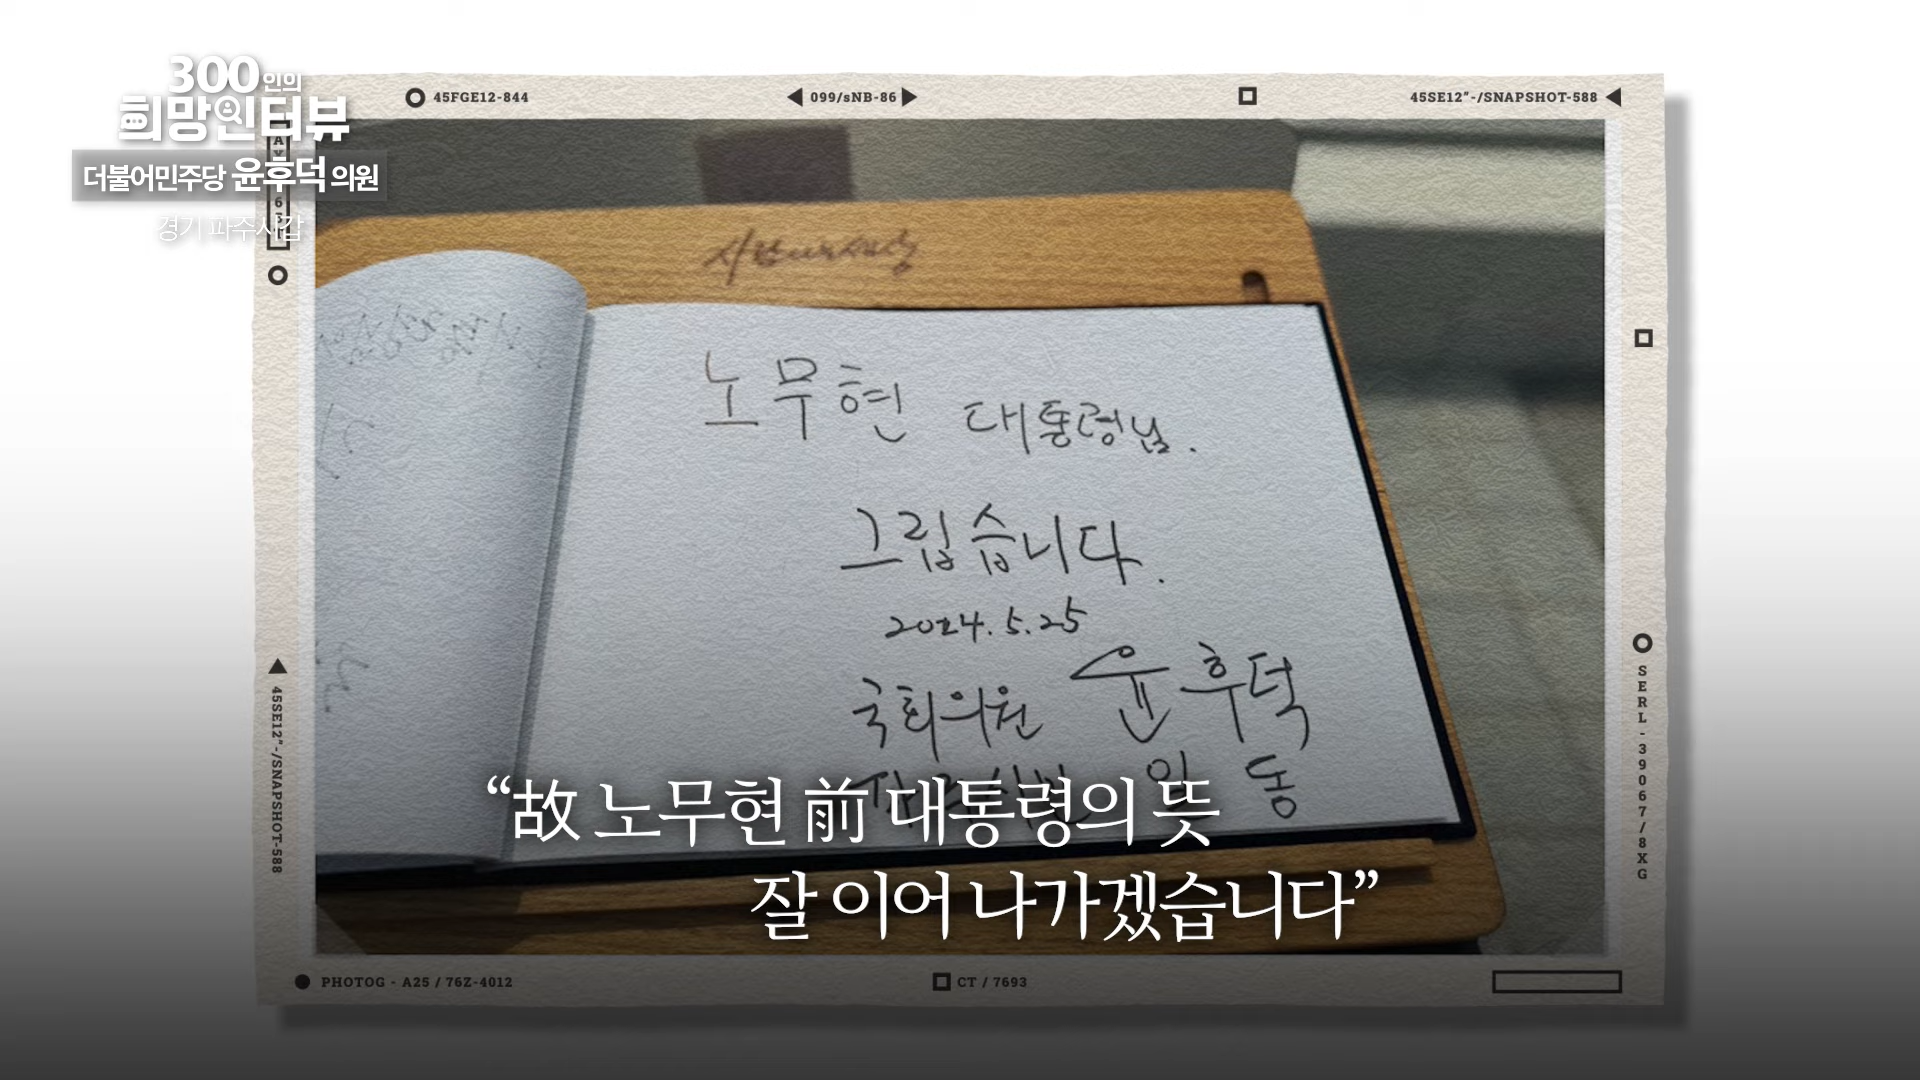 300인의
희망인터뷰
더불어민주당 윤후덕 의원
경기 파주시갑
45FGE12-844
099/sNB-86
45SE12"-/SNAPSHOT-588
노무현 대통령님.
그립습니다.
2024.5.25
국회의원 윤후덕
일동
“故 노무현 前 대통령의 뜻
잘 이어 나가겠습니다”
45SE12"-/SNAPSHOT-588
SERL-39067/8XG
PHOTOG - A25 / 76Z-4012
CT / 7693